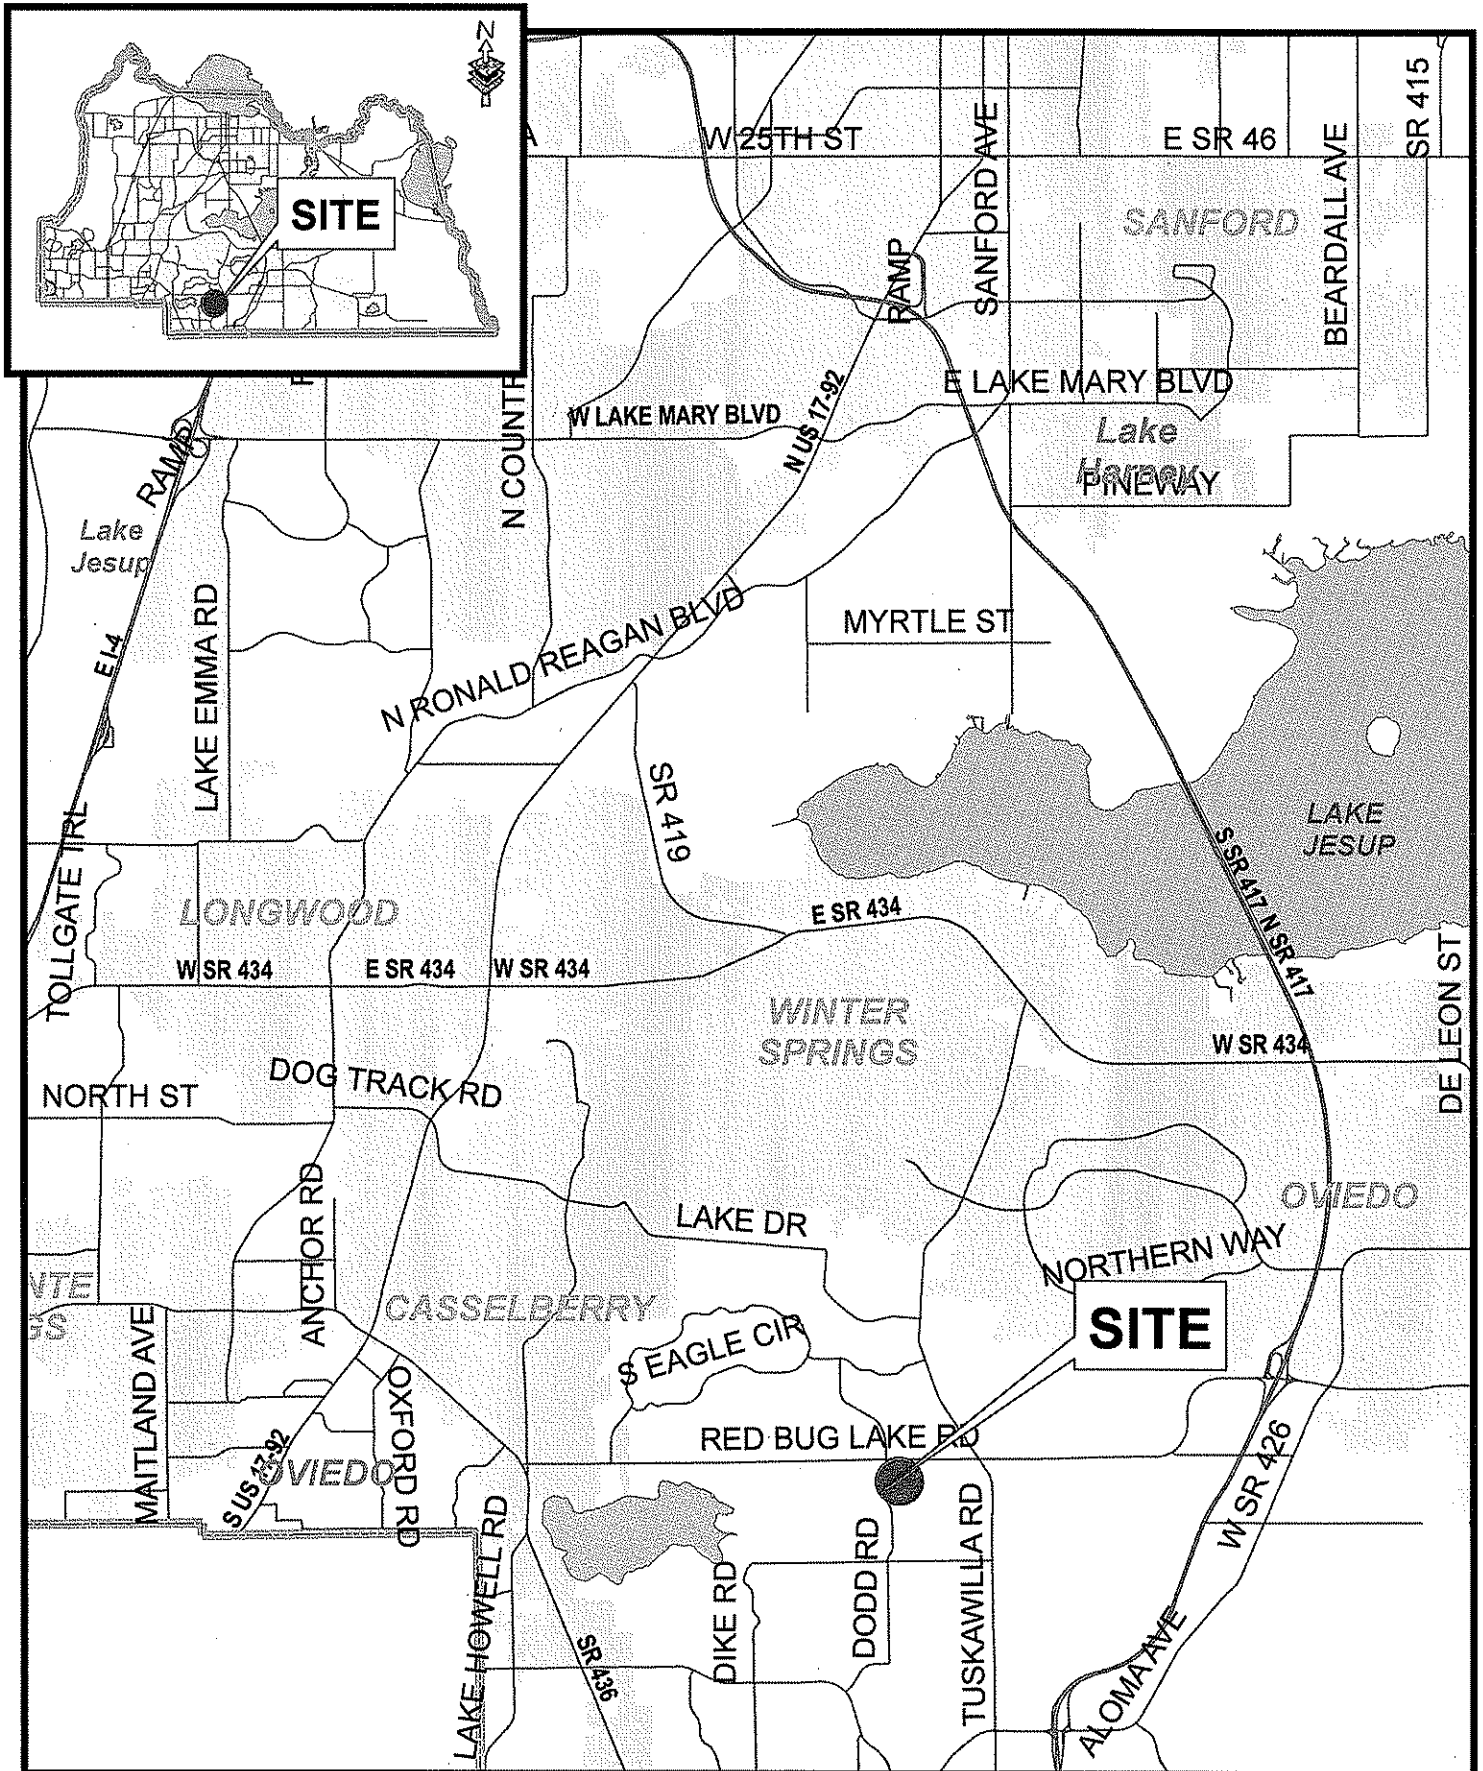 N
SITE
A
W 25TH ST
E SR 46
SR 415
SANFORD AVE
BEARDALL AVE
SANFORD
RAMP
E LAKE MARY BLVD
W LAKE MARY BLVD
N US 17-92
N COUNTR
Lake
Harney
PINEWAY
RAMP
Lake
Jesup
E I-4
LAKE EMMA RD
N RONALD REAGAN BLVD
MYRTLE ST
SR 419
LAKE
JESUP
S SR 417
N SR 417
TOLLGATE TRL
LONGWOOD
E SR 434
W SR 434
E SR 434
W SR 434
WINTER
SPRINGS
W SR 434
DE LEON ST
DOG TRACK RD
NORTH ST
ANCHOR RD
LAKE DR
OVIEDO
NORTHERN WAY
NTE
GS
CASSELBERRY
SITE
S EAGLE CIR
MAITLAND AVE
OXFORD RD
RED BUG LAKE RD
S US 17-92
OVIEDO
W SR 426
LAKE HOWELL RD
DIKE RD
DODD RD
TUSKAWILLA RD
SR 436
ALOMA AVE